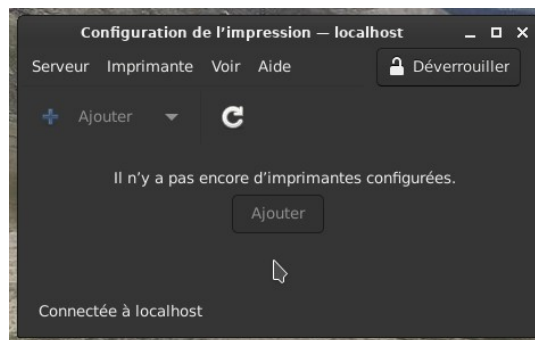 Configuration de l'impression — localhost
Serveur Imprimante Voir Aide Déverrouiller
Ajouter
Il n'y a pas encore d'imprimantes configurées.
Ajouter
Connectée à localhost